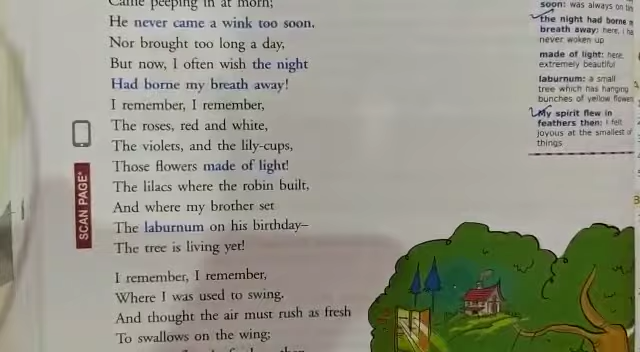 Came peeping in at morn;
He never came a wink too soon,
Nor brought too long a day,
But now, I often wish the night
Had borne my breath away!
I remember, I remember,
The roses, red and white,
The violets, and the lily-cups,
Those flowers made of light!
The lilacs where the robin built,
And where my brother set
The laburnum on his birthday–
The tree is living yet!
I remember, I remember,
Where I was used to swing,
And thought the air must rush as fresh
To swallows on the wing;
SCAN PAGE*
soon: was always on
the night had borne
breath away: here, I
never woken up
made of light: here,
extremely beautiful
laburnum: a small
tree which has hanging
bunches of yellow flowers
My spirit flew in
feathers then: I felt
joyous at the smallest of
things